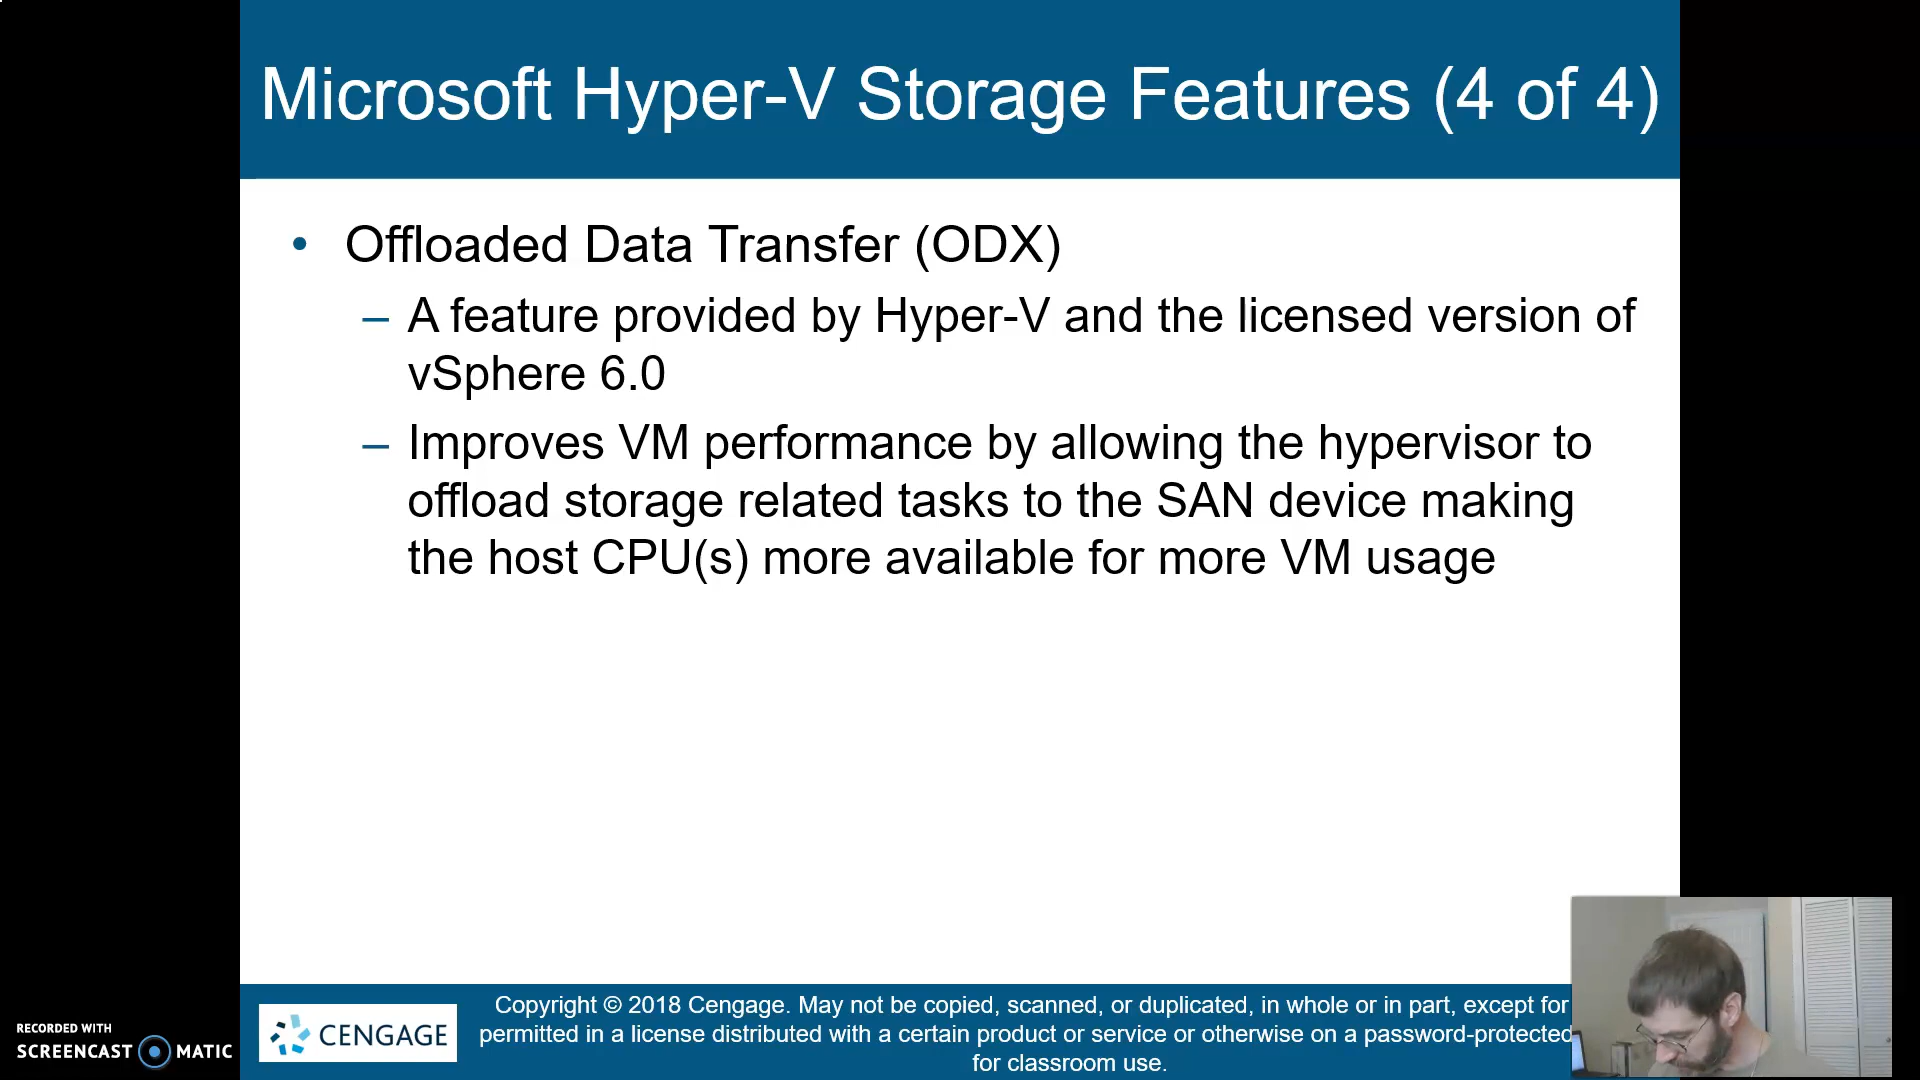 Microsoft Hyper-V Storage Features (4 of 4)
• Offloaded Data Transfer (ODX)
– A feature provided by Hyper-V and the licensed version of
vSphere 6.0
– Improves VM performance by allowing the hypervisor to
offload storage related tasks to the SAN device making
the host CPU(s) more available for more VM usage
CENGAGE
Copyright © 2018 Cengage. May not be copied, scanned, or duplicated, in whole or in part, except for
permitted in a license distributed with a certain product or service or otherwise on a password-protected
for classroom use.
RECORDED WITH
SCREENCAST MATIC